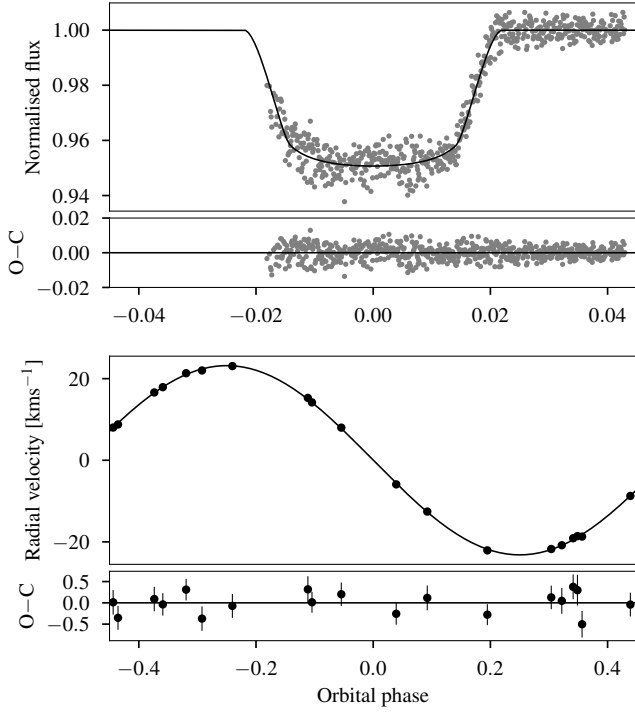 1.00
0.98
0.96
0.94
Normalised flux
0.02
0.00
−0.02
O−C
−0.04 −0.02 0.00 0.02 0.04
20
0
−20
Radial velocity [kms⁻¹]
0.5
0.0
−0.5
O−C
−0.4 −0.2 0.0 0.2 0.4
Orbital phase